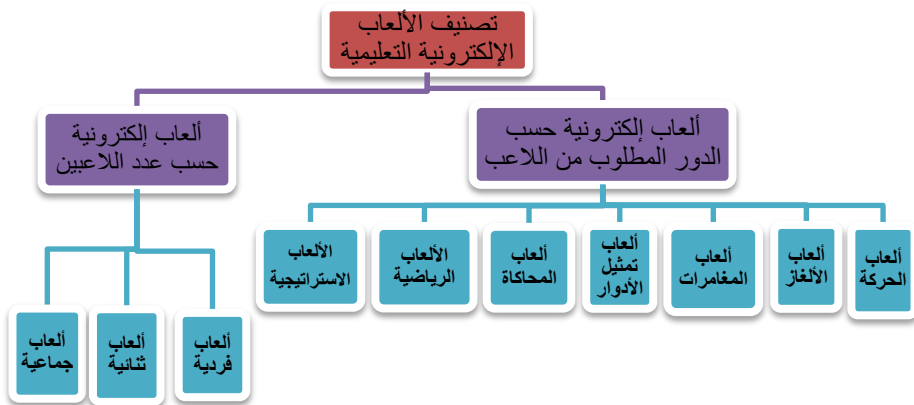 تصنيف الألعاب
الإلكترونية التعليمية
ألعاب إلكترونية حسب
الدور المطلوب من اللاعب
ألعاب إلكترونية
حسب عدد اللاعبين
ألعاب
الحركة
ألعاب
الألغاز
ألعاب
المغامرات
ألعاب
تمثيل
الأدوار
ألعاب
المحاكاة
الألعاب
الرياضية
الألعاب
الاستراتيجية
ألعاب
فردية
ألعاب
ثنائية
ألعاب
جماعية